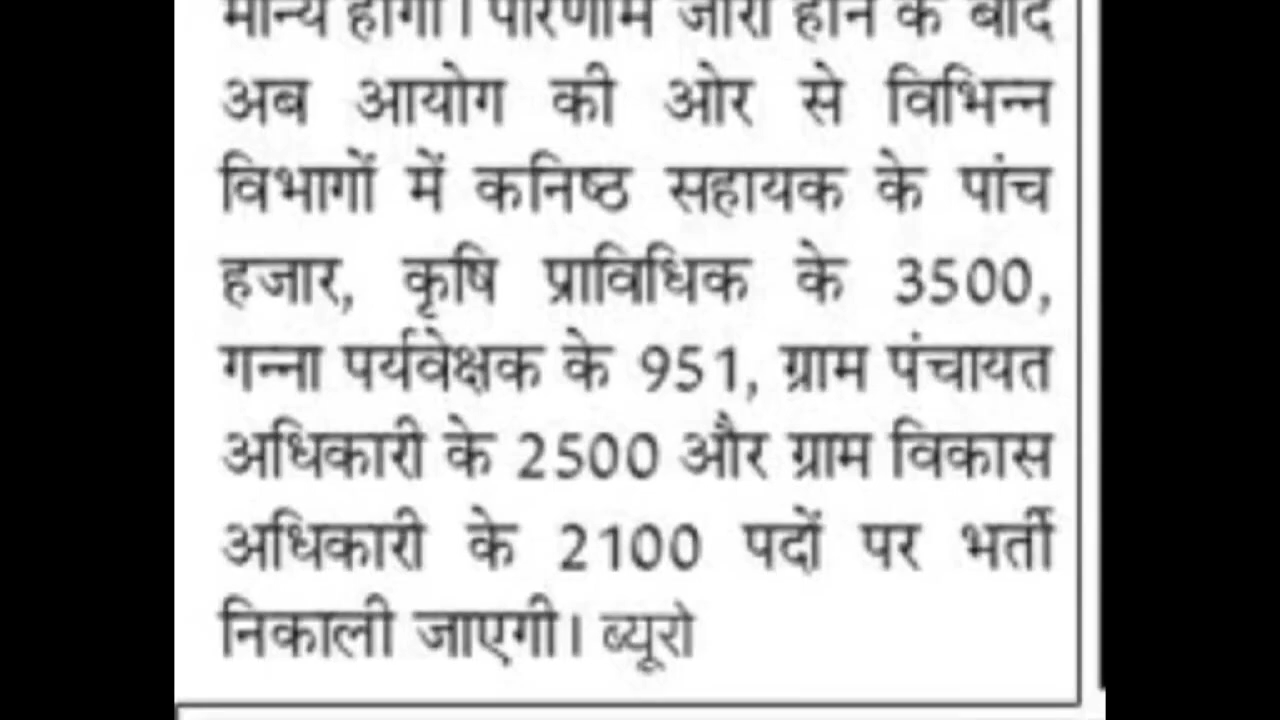 मान्य होगा। परिणाम जारी होने के बाद
अब आयोग की ओर से विभिन्न
विभागों में कनिष्ठ सहायक के पांच
हजार, कृषि प्राविधिक के 3500,
गन्ना पर्यवेक्षक के 951, ग्राम पंचायत
अधिकारी के 2500 और ग्राम विकास
अधिकारी के 2100 पदों पर भर्ती
निकाली जाएगी। ब्यूरो